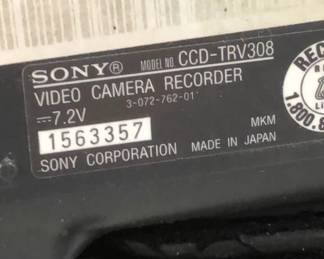 SONY® MODEL NO. CCD-TRV308
VIDEO CAMERA RECORDER
3-072-762-01
⎓7.2V
1563357
MKM
SONY CORPORATION MADE IN JAPAN
1.800.8